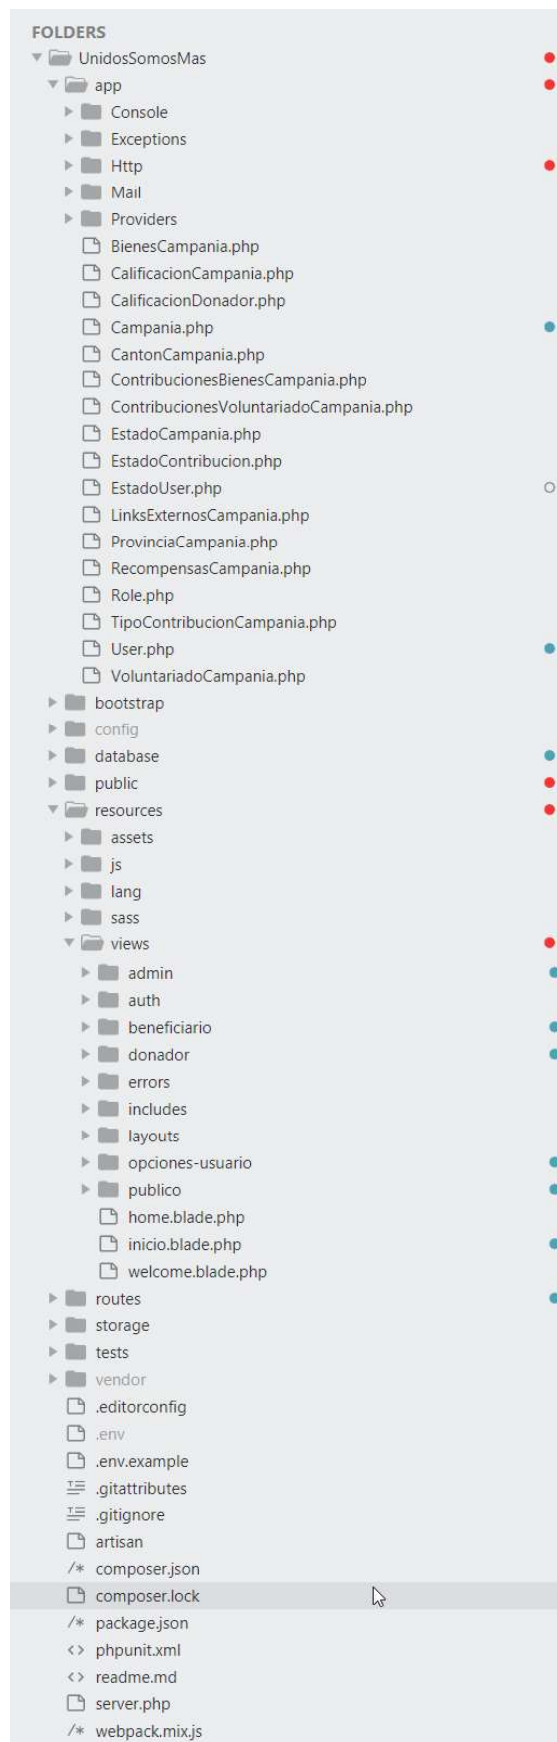 FOLDERS
UnidosSomosMas
app
Console
Exceptions
Http
Mail
Providers
BienesCampania.php
CalificacionCampania.php
CalificacionDonador.php
Campania.php
CantonCampania.php
ContribucionesBienesCampania.php
ContribucionesVoluntariadoCampania.php
EstadoCampania.php
EstadoContribucion.php
EstadoUser.php
LinksExternosCampania.php
ProvinciaCampania.php
RecompensasCampania.php
Role.php
TipoContribucionCampania.php
User.php
VoluntariadoCampania.php
bootstrap
config
database
public
resources
assets
js
lang
sass
views
admin
auth
beneficiario
donador
errors
includes
layouts
opciones-usuario
publico
home.blade.php
inicio.blade.php
welcome.blade.php
routes
storage
tests
vendor
.editorconfig
.env
.env.example
.gitattributes
.gitignore
artisan
/* composer.json
composer.lock
/* package.json
<> phpunit.xml
<> readme.md
server.php
/* webpack.mix.js